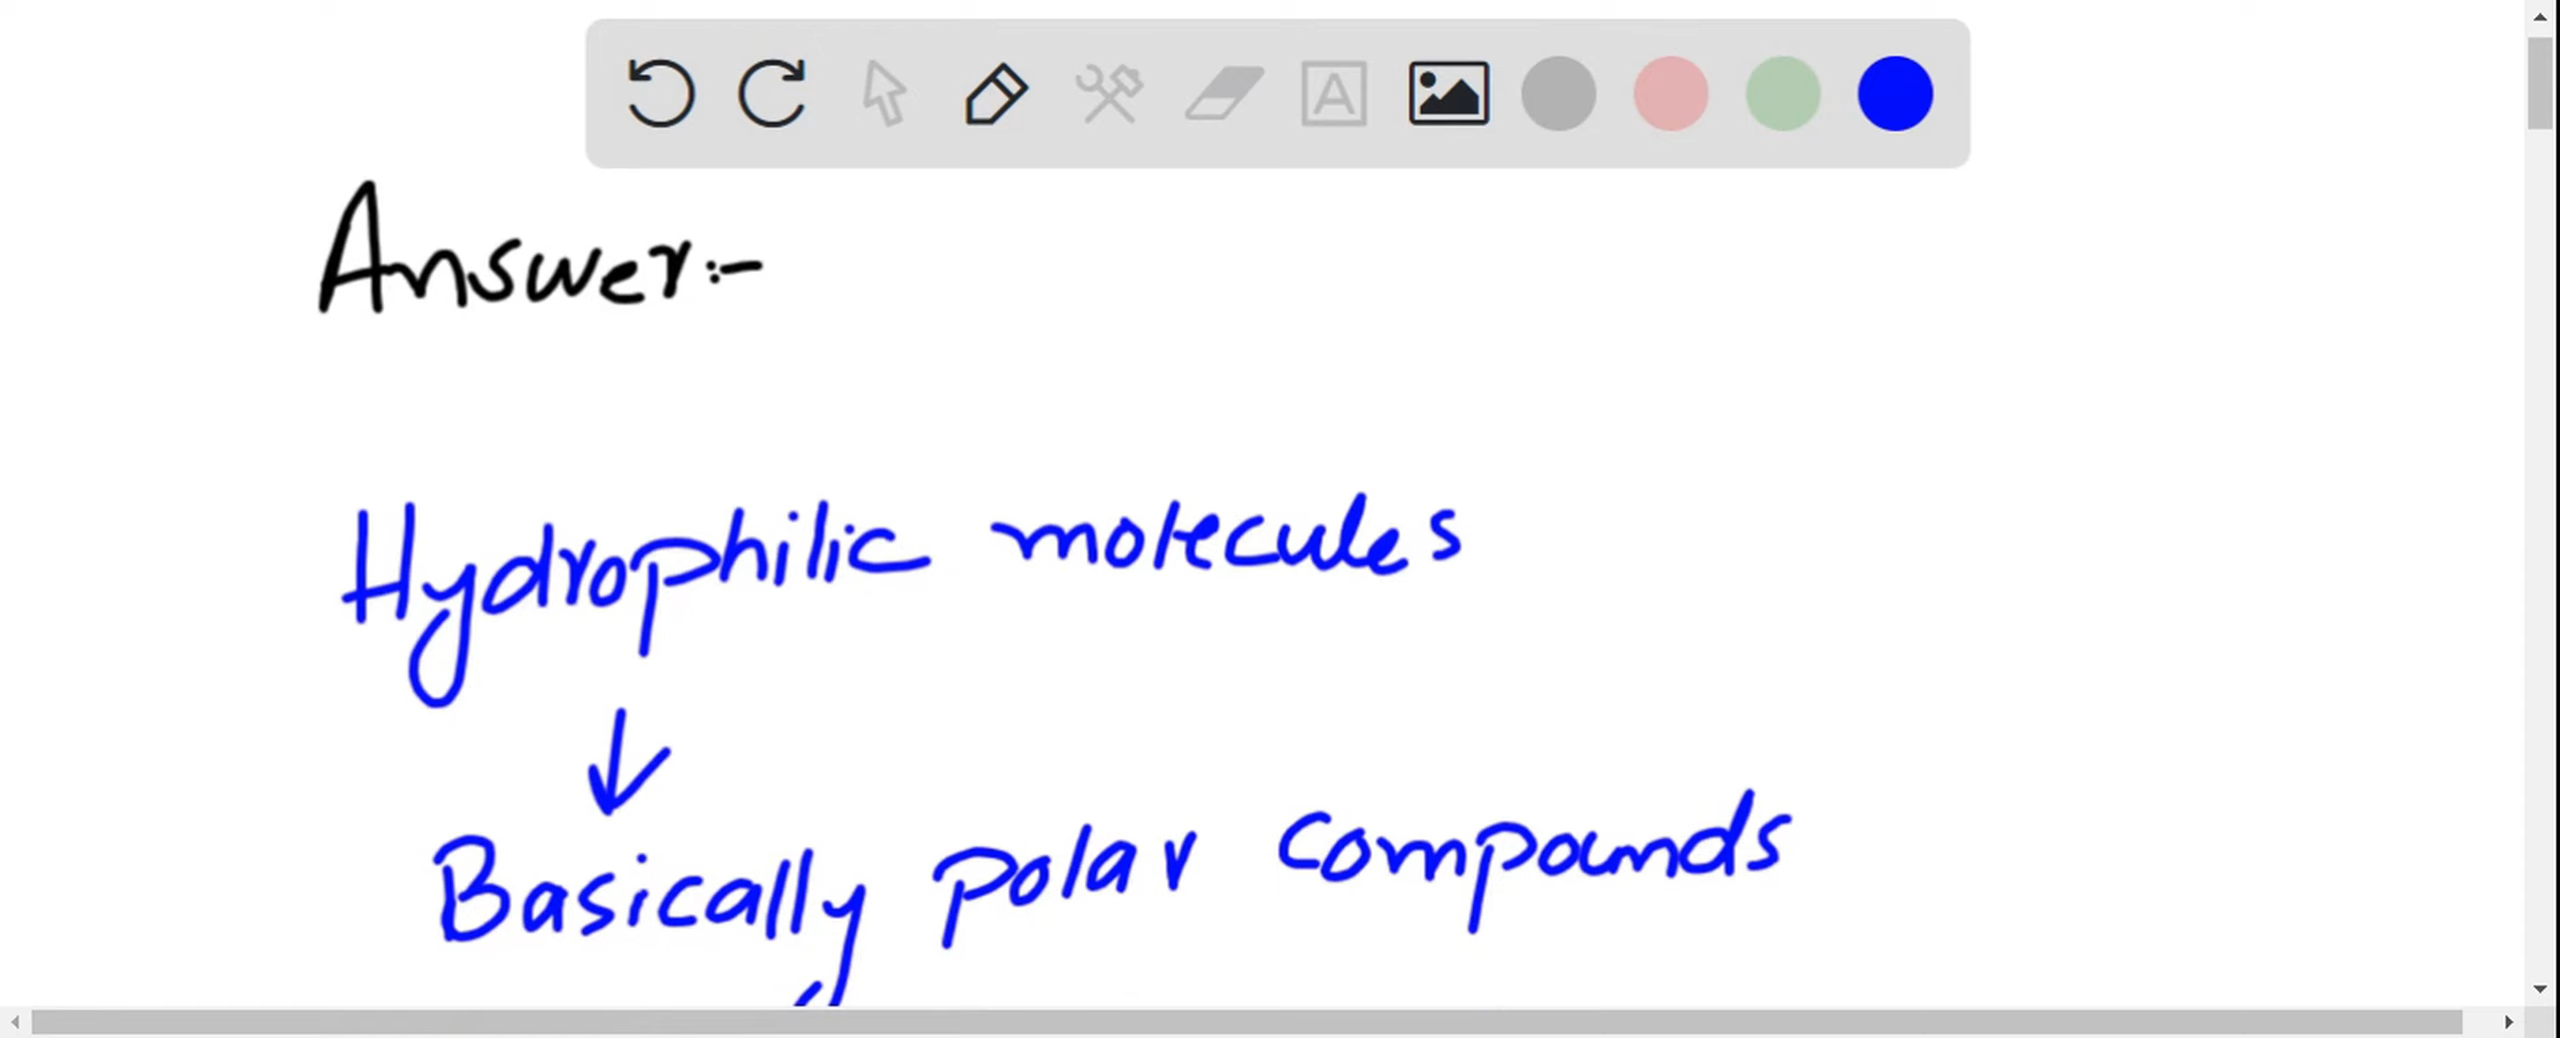 A
Answer:-
Hydrophilic molecules
↓
Basically polar compounds